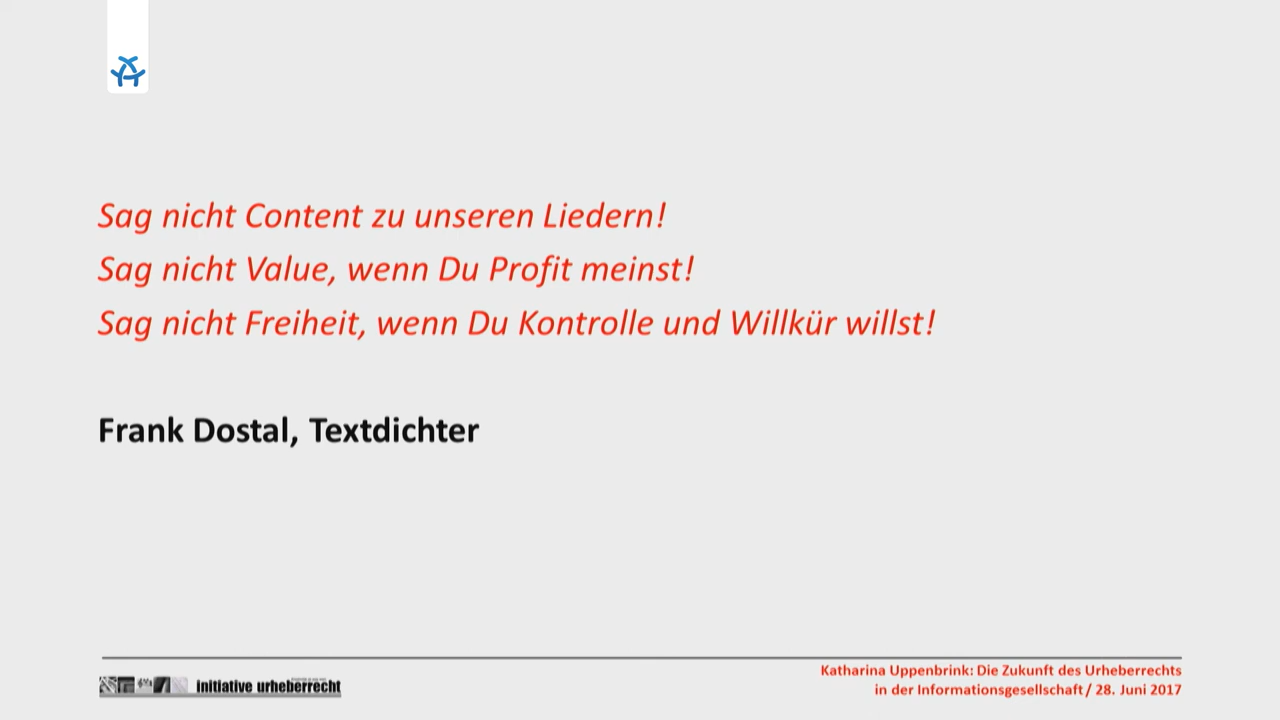 Sag nicht Content zu unseren Liedern!
Sag nicht Value, wenn Du Profit meinst!
Sag nicht Freiheit, wenn Du Kontrolle und Willkür willst!
Frank Dostal, Textdichter
initiative urheberrecht
Katharina Uppenbrink: Die Zukunft des Urheberrechts
in der Informationsgesellschaft / 28. Juni 2017